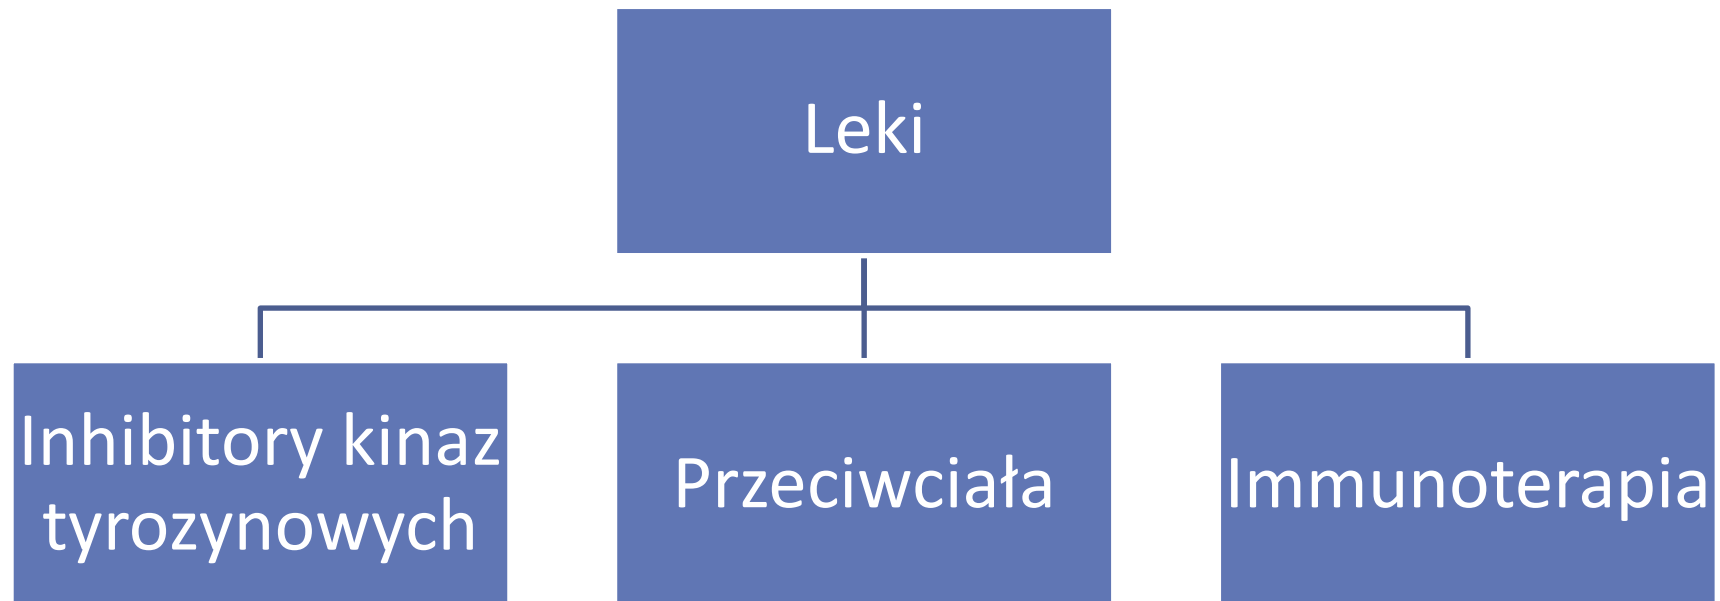 Leki
Inhibitory kinaz
tyrozynowych
Przeciwciała
Immunoterapia